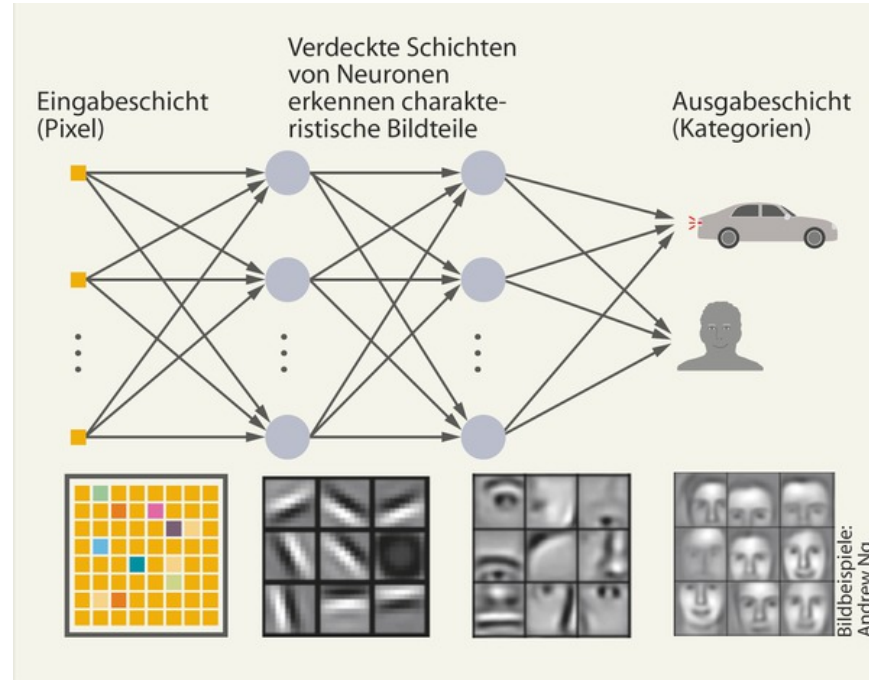 Eingabeschicht
(Pixel)
Verdeckte Schichten
von Neuronen
erkennen charakte-
ristische Bildteile
Ausgabeschicht
(Kategorien)
Bildbeispiele:
Andrew Ng